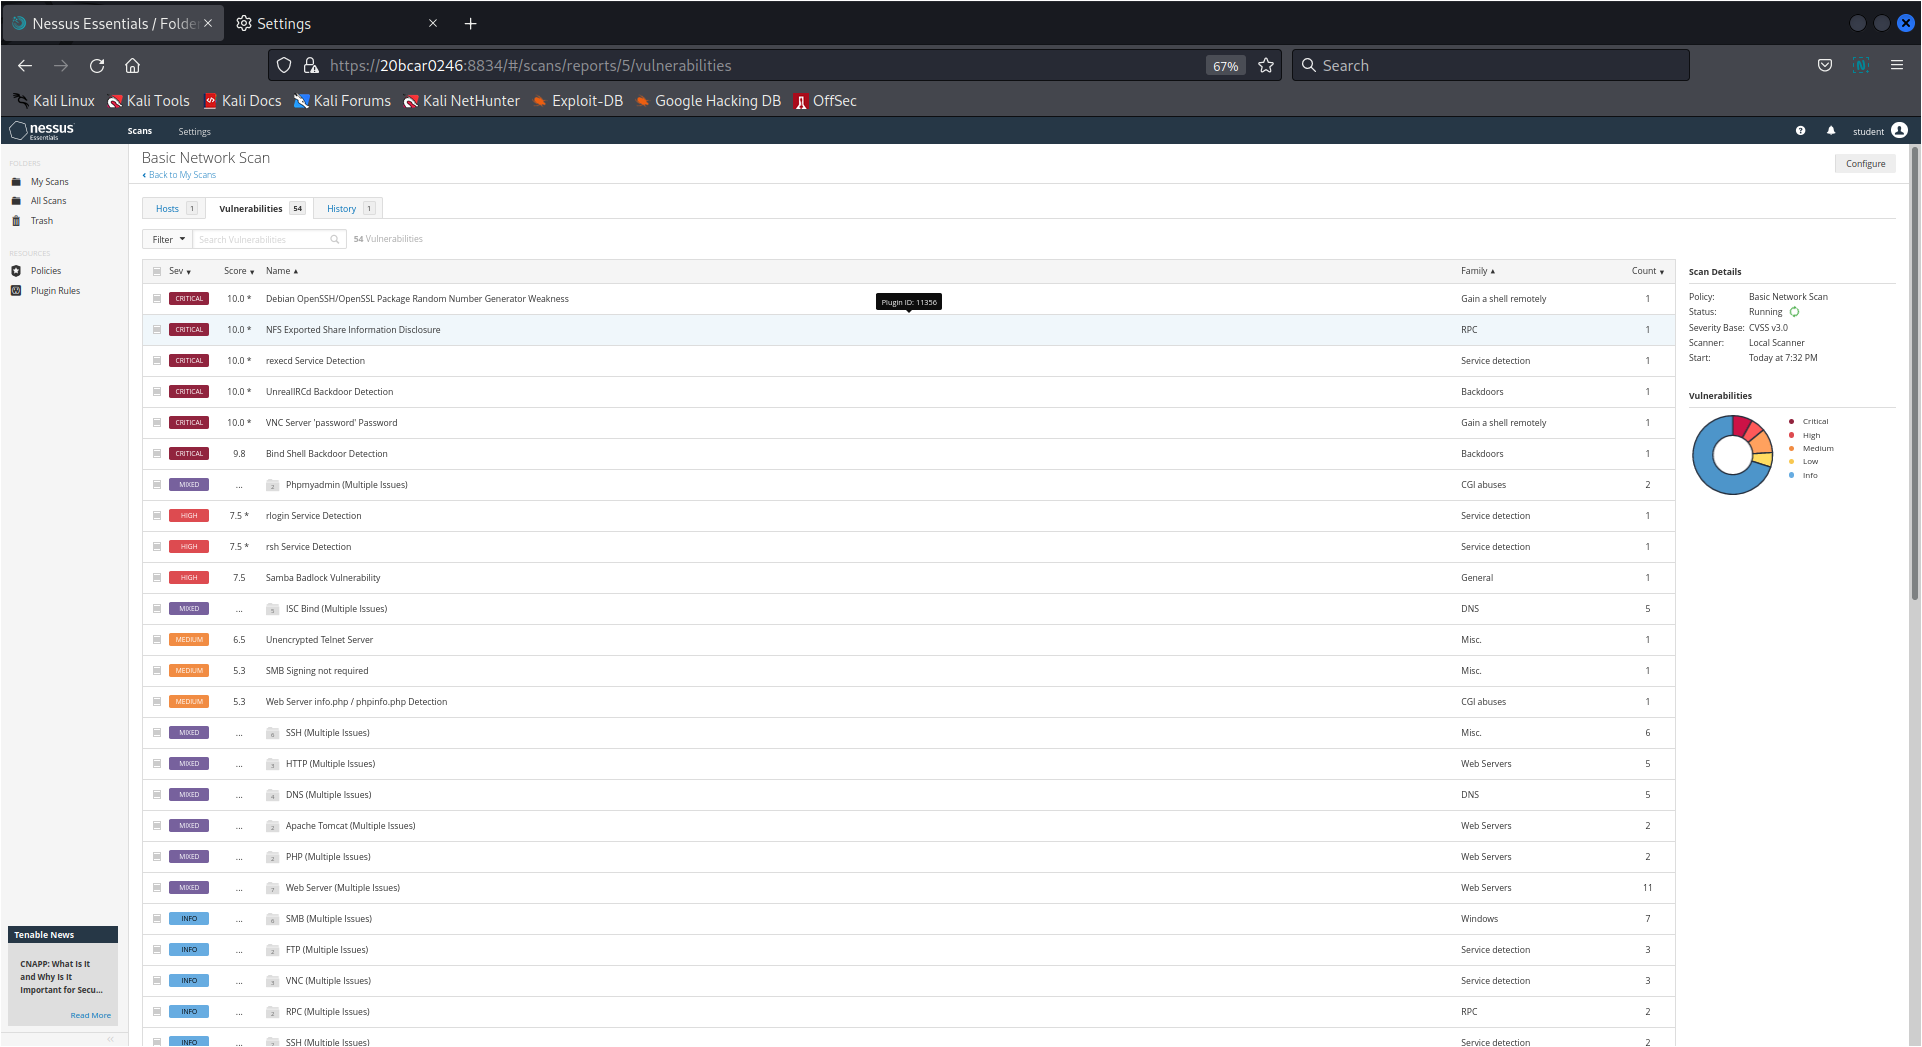 Nessus Essentials / Folde
Settings
https://20bcar0246:8834/#/scans/reports/5/vulnerabilities
67%
Search
Kali Linux
Kali Tools
Kali Docs
Kali Forums
Kali NetHunter
Exploit-DB
Google Hacking DB
OffSec
nessus
Essentials
Scans
Settings
student
FOLDERS
My Scans
All Scans
Trash
RESOURCES
Policies
Plugin Rules
Basic Network Scan
Back to My Scans
Configure
Hosts 1
Vulnerabilities 54
History 1
Filter
Search Vulnerabilities
54 Vulnerabilities
Sev Score Name Family Count
CRITICAL 10.0 * Debian OpenSSH/OpenSSL Package Random Number Generator Weakness Gain a shell remotely 1
Plugin ID: 11356
CRITICAL 10.0 * NFS Exported Share Information Disclosure RPC 1
CRITICAL 10.0 * rexecd Service Detection Service detection 1
CRITICAL 10.0 * UnrealIRCd Backdoor Detection Backdoors 1
CRITICAL 10.0 * VNC Server 'password' Password Gain a shell remotely 1
CRITICAL 9.8 Bind Shell Backdoor Detection Backdoors 1
MIXED ... 2 Phpmyadmin (Multiple Issues) CGI abuses 2
HIGH 7.5 * rlogin Service Detection Service detection 1
HIGH 7.5 * rsh Service Detection Service detection 1
HIGH 7.5 Samba Badlock Vulnerability General 1
MIXED ... 5 ISC Bind (Multiple Issues) DNS 5
MEDIUM 6.5 Unencrypted Telnet Server Misc. 1
MEDIUM 5.3 SMB Signing not required Misc. 1
MEDIUM 5.3 Web Server info.php / phpinfo.php Detection CGI abuses 1
MIXED ... 6 SSH (Multiple Issues) Misc. 6
MIXED ... 3 HTTP (Multiple Issues) Web Servers 5
MIXED ... 4 DNS (Multiple Issues) DNS 5
MIXED ... 2 Apache Tomcat (Multiple Issues) Web Servers 2
MIXED ... 2 PHP (Multiple Issues) Web Servers 2
MIXED ... 7 Web Server (Multiple Issues) Web Servers 11
INFO ... 6 SMB (Multiple Issues) Windows 7
INFO ... 2 FTP (Multiple Issues) Service detection 3
INFO ... 3 VNC (Multiple Issues) Service detection 3
INFO ... 2 RPC (Multiple Issues) RPC 2
INFO ... SSH (Multiple Issues) Service detection 2
Scan Details
Policy: Basic Network Scan
Status: Running
Severity Base: CVSS v3.0
Scanner: Local Scanner
Start: Today at 7:32 PM
Vulnerabilities
Critical
High
Medium
Low
Info
Tenable News
CNAPP: What Is It
and Why Is It
Important for Secu...
Read More